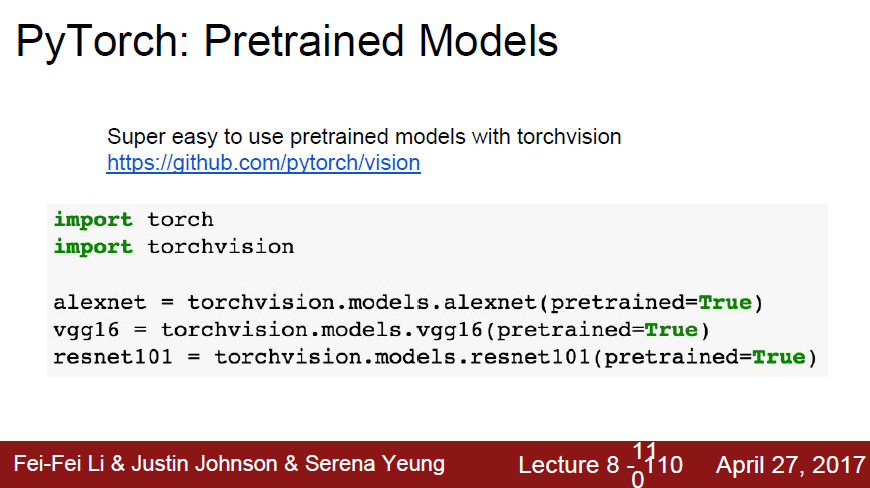 PyTorch: Pretrained Models
Super easy to use pretrained models with torchvision
https://github.com/pytorch/vision
import torch
import torchvision
alexnet = torchvision.models.alexnet(pretrained=True)
vgg16 = torchvision.models.vgg16(pretrained=True)
resnet101 = torchvision.models.resnet101(pretrained=True)
Fei-Fei Li & Justin Johnson & Serena Yeung
Lecture 8 - 110
11
0
April 27, 2017